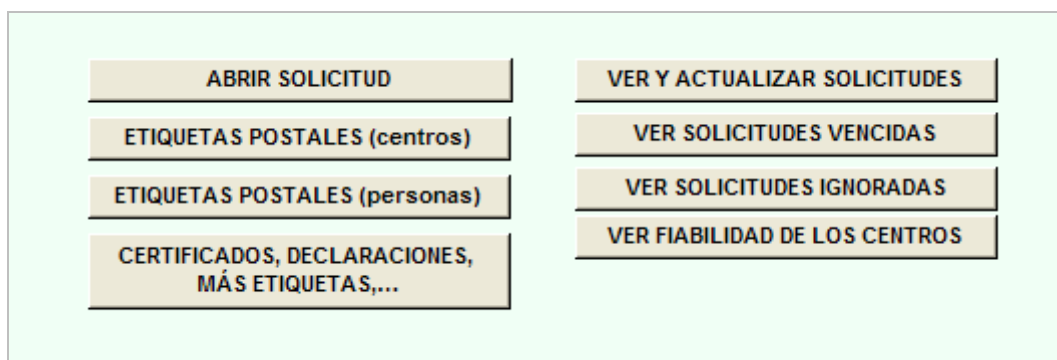 ABRIR SOLICITUD
ETIQUETAS POSTALES (centros)
ETIQUETAS POSTALES (personas)
CERTIFICADOS, DECLARACIONES,
MÁS ETIQUETAS,...
VER Y ACTUALIZAR SOLICITUDES
VER SOLICITUDES VENCIDAS
VER SOLICITUDES IGNORADAS
VER FIABILIDAD DE LOS CENTROS